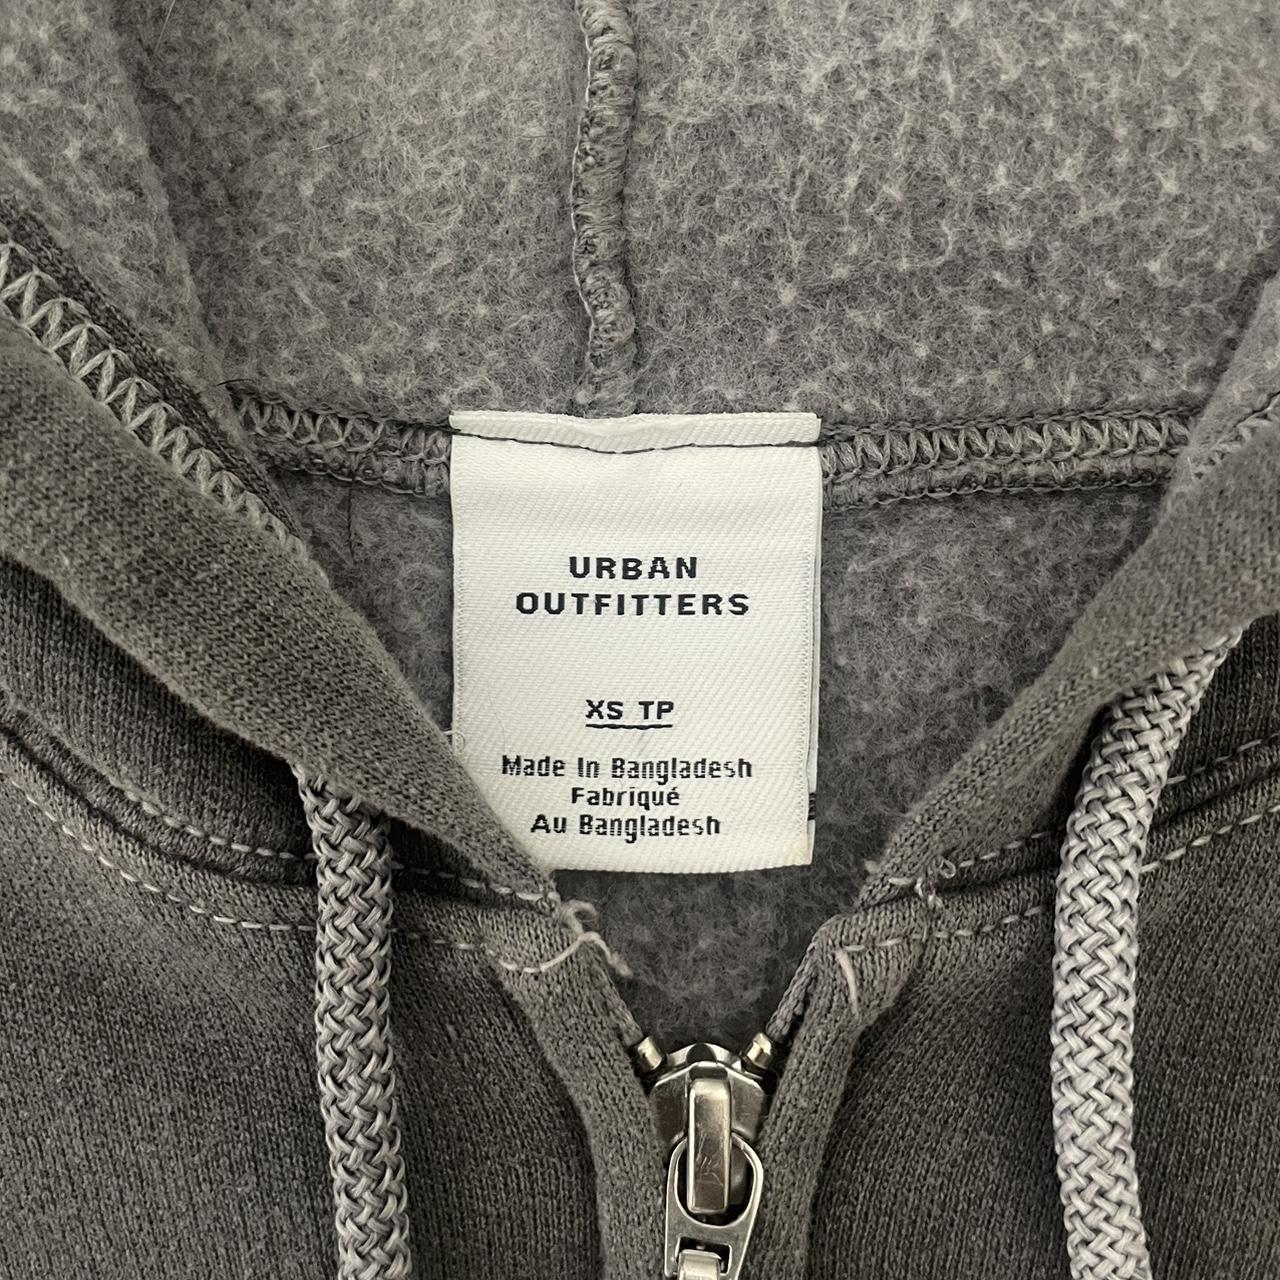 URBAN
OUTFITTERS
XS TP
Made In Bangladesh
Fabriqué
Au Bangladesh